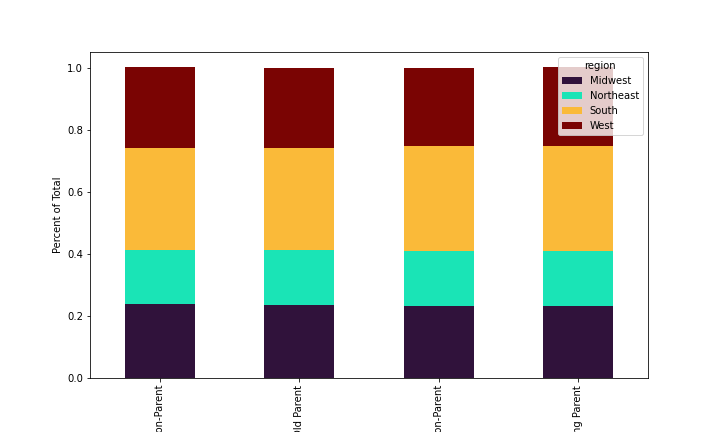 region
Midwest
Northeast
South
West
Percent of Total
1.0
0.8
0.6
0.4
0.2
0.0
on-Parent
Old Parent
on-Parent
ng Parent